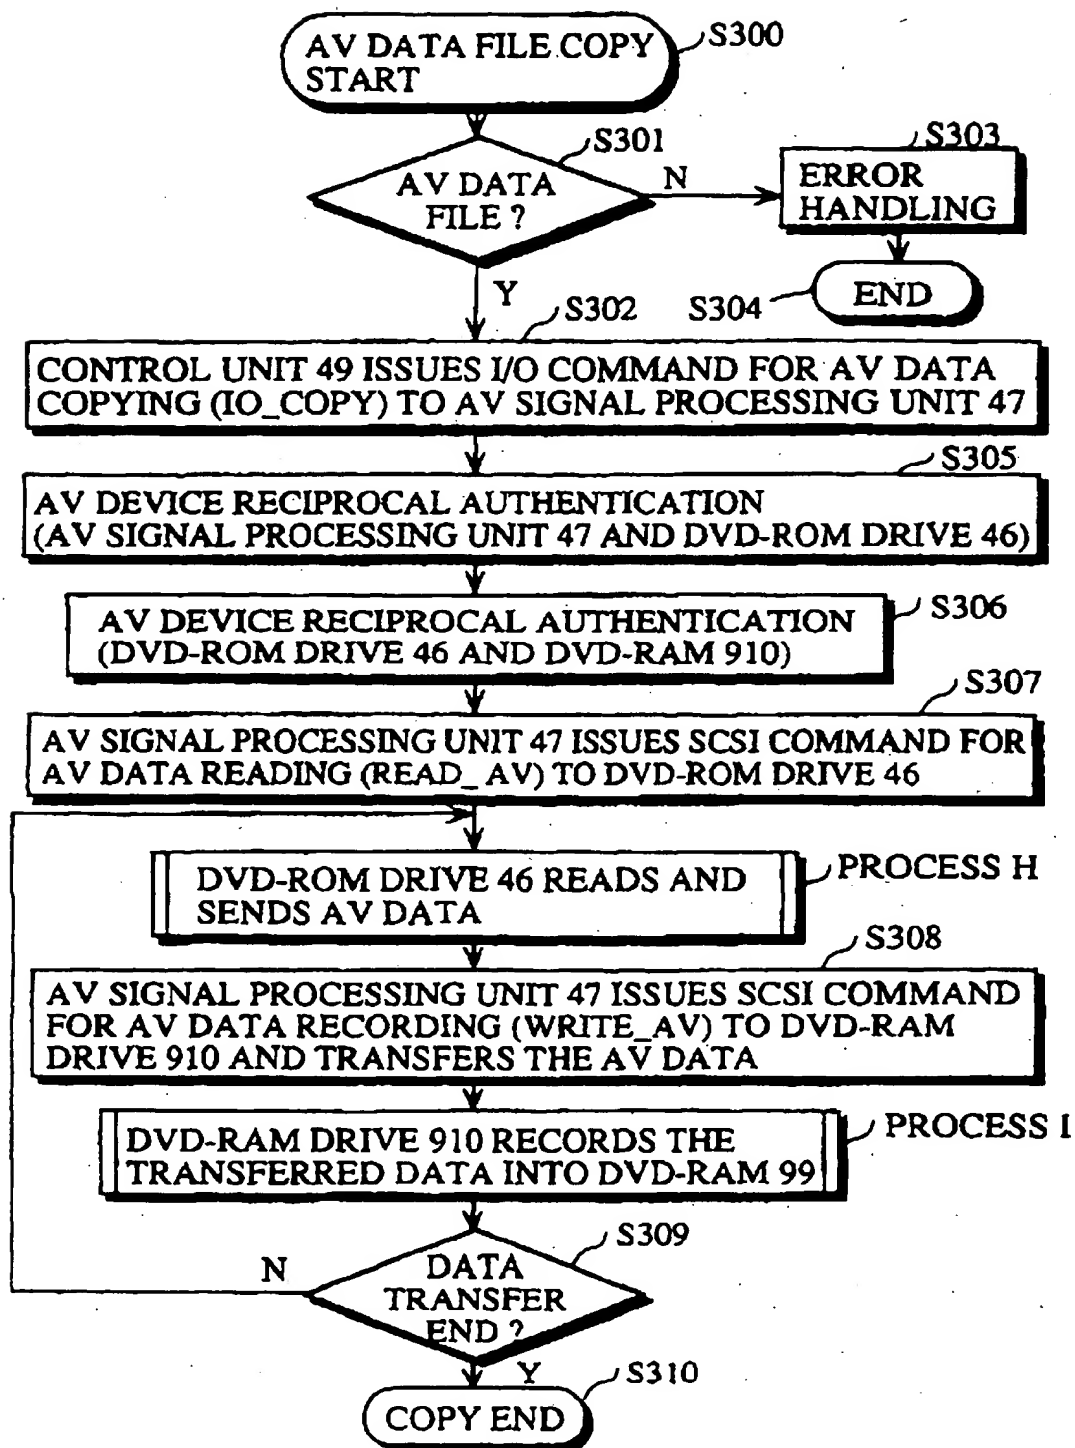 AV DATA FILE COPY
START
S300
S301
AV DATA
FILE ?
N
S303
ERROR
HANDLING
Y
S304
END
S302
CONTROL UNIT 49 ISSUES I/O COMMAND FOR AV DATA
COPYING (IO_COPY) TO AV SIGNAL PROCESSING UNIT 47
S305
AV DEVICE RECIPROCAL AUTHENTICATION
(AV SIGNAL PROCESSING UNIT 47 AND DVD-ROM DRIVE 46)
S306
AV DEVICE RECIPROCAL AUTHENTICATION
(DVD-ROM DRIVE 46 AND DVD-RAM 910)
S307
AV SIGNAL PROCESSING UNIT 47 ISSUES SCSI COMMAND FOR
AV DATA READING (READ_ AV) TO DVD-ROM DRIVE 46
PROCESS H
DVD-ROM DRIVE 46 READS AND
SENDS AV DATA
S308
AV SIGNAL PROCESSING UNIT 47 ISSUES SCSI COMMAND
FOR AV DATA RECORDING (WRITE_AV) TO DVD-RAM
DRIVE 910 AND TRANSFERS THE AV DATA
PROCESS I
DVD-RAM DRIVE 910 RECORDS THE
TRANSFERRED DATA INTO DVD-RAM 99
S309
N
DATA
TRANSFER
END ?
Y
S310
COPY END